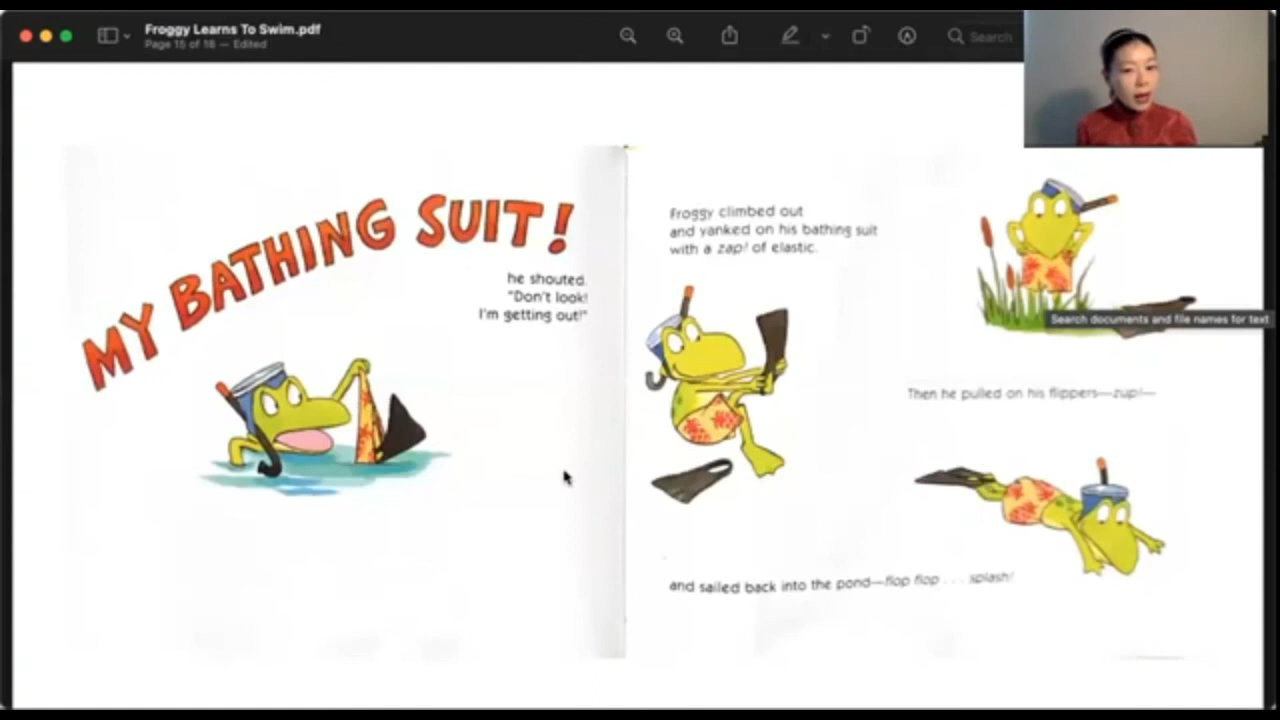 Froggy Learns To Swim.pdf
Page 15 of 18 — Edited
Search
MY BATHING SUIT!
he shouted.
"Don't look!
I'm getting out!"
Froggy climbed out
and yanked on his bathing suit
with a zap! of elastic.
Search documents and file names for text
Then he pulled on his flippers—zup!—
and sailed back into the pond—flop flop . . . splash!